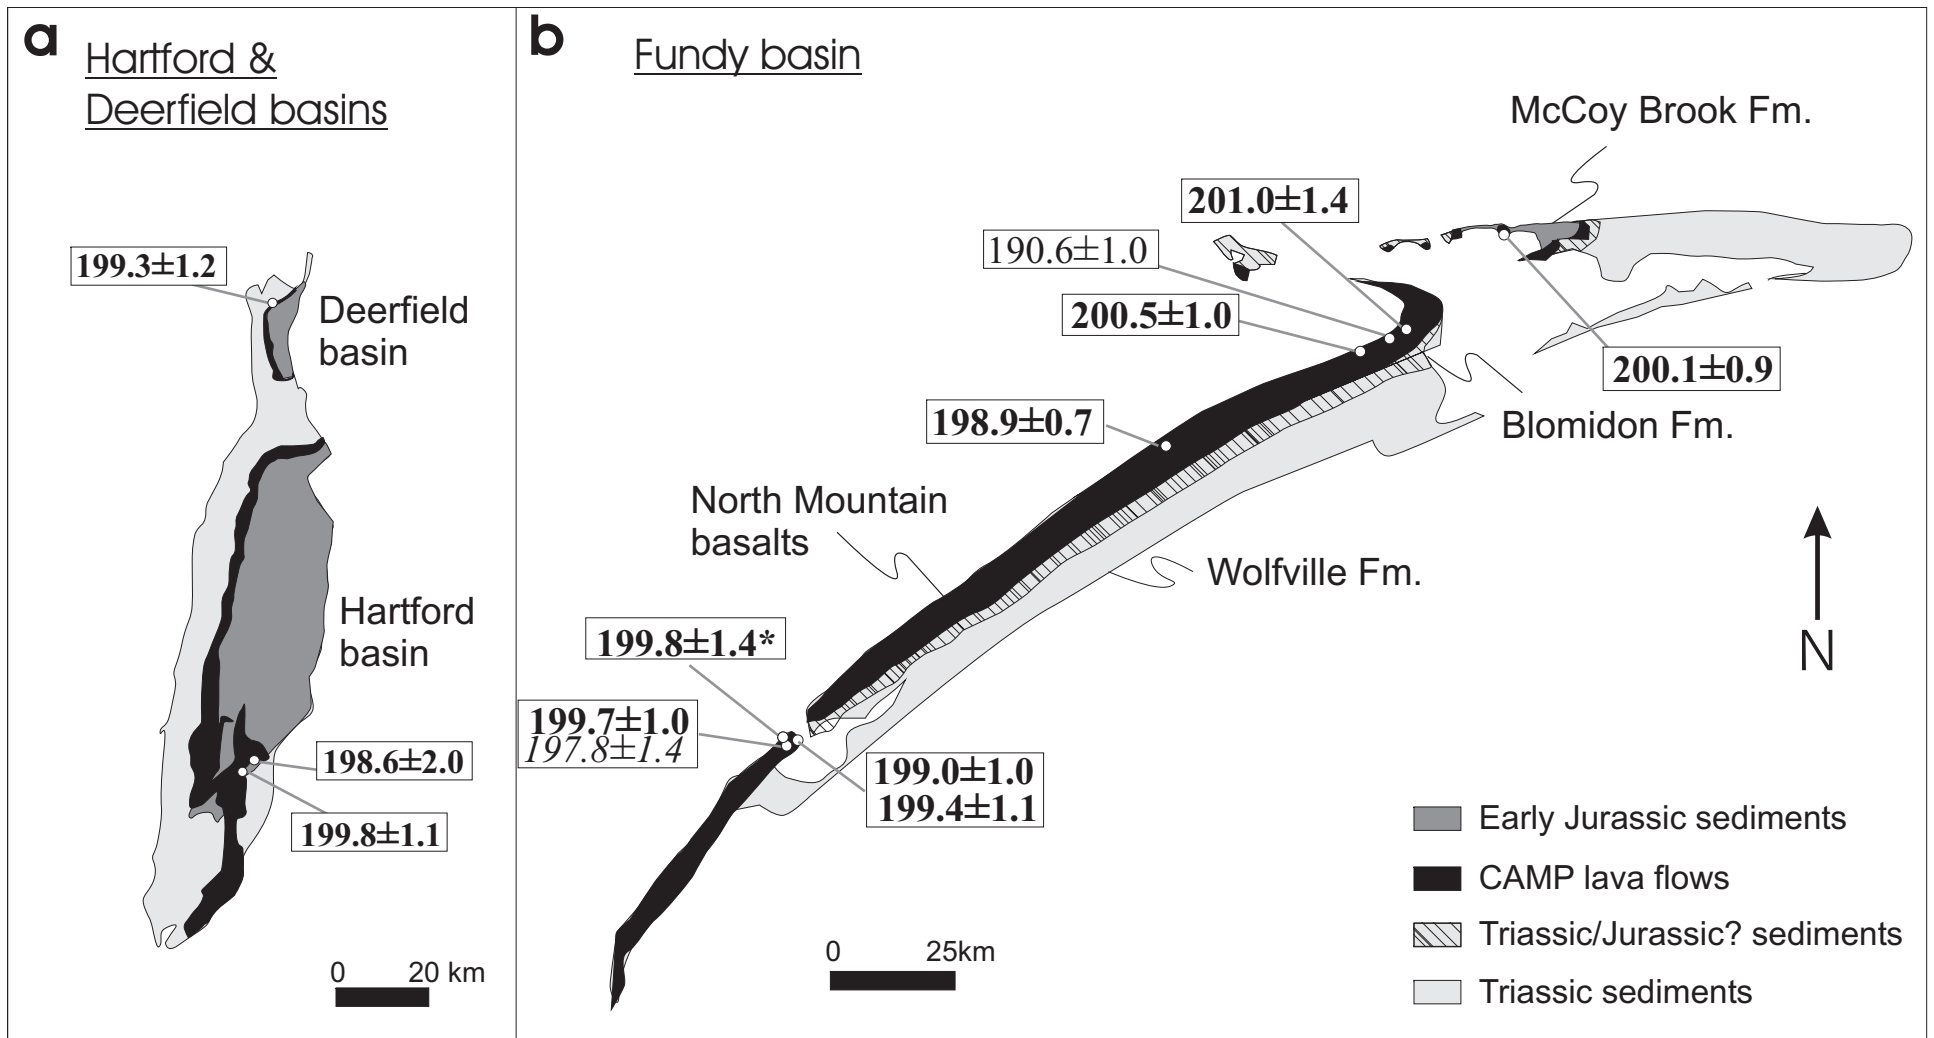 a
Hartford &
Deerfield basins
199.3±1.2
Deerfield
basin
Hartford
basin
198.6±2.0
199.8±1.1
0 20 km
b
Fundy basin
McCoy Brook Fm.
201.0±1.4
190.6±1.0
200.5±1.0
200.1±0.9
198.9±0.7
Blomidon Fm.
North Mountain
basalts
Wolfville Fm.
199.8±1.4*
199.7±1.0
197.8±1.4
199.0±1.0
199.4±1.1
N
0 25km
Early Jurassic sediments
CAMP lava flows
Triassic/Jurassic? sediments
Triassic sediments